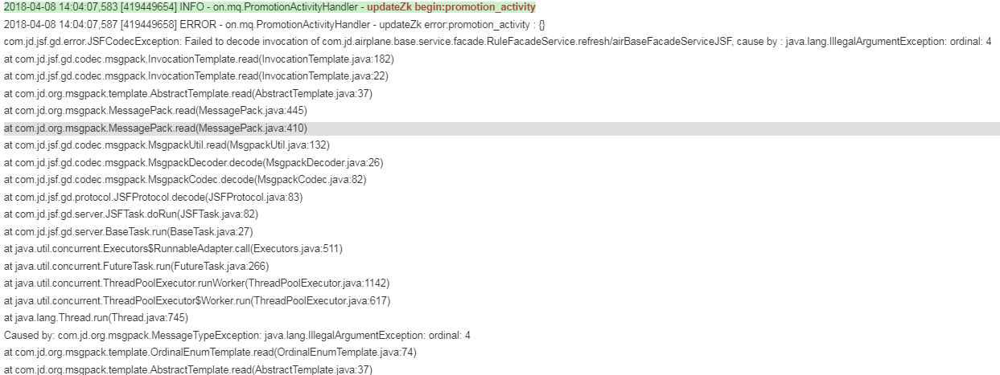 2018-04-08 14:04:07,583 [419449654] INFO - on.mq.PromotionActivityHandler - updateZk begin:promotion_activity
2018-04-08 14:04:07,587 [419449658] ERROR - on.mq.PromotionActivityHandler - updateZk error:promotion_activity : {}
com.jd.jsf.gd.error.JSFCodecException: Failed to decode invocation of com.jd.airplane.base.service.facade.RuleFacadeService.refresh/airBaseFacadeServiceJSF, cause by : java.lang.IllegalArgumentException: ordinal: 4
at com.jd.jsf.gd.codec.msgpack.InvocationTemplate.read(InvocationTemplate.java:182)
at com.jd.jsf.gd.codec.msgpack.InvocationTemplate.read(InvocationTemplate.java:22)
at com.jd.org.msgpack.template.AbstractTemplate.read(AbstractTemplate.java:37)
at com.jd.org.msgpack.MessagePack.read(MessagePack.java:445)
at com.jd.org.msgpack.MessagePack.read(MessagePack.java:410)
at com.jd.jsf.gd.codec.msgpack.MsgpackUtil.read(MsgpackUtil.java:132)
at com.jd.jsf.gd.codec.msgpack.MsgpackDecoder.decode(MsgpackDecoder.java:26)
at com.jd.jsf.gd.codec.msgpack.MsgpackCodec.decode(MsgpackCodec.java:82)
at com.jd.jsf.gd.protocol.JSFProtocol.decode(JSFProtocol.java:83)
at com.jd.jsf.gd.server.JSFTask.doRun(JSFTask.java:82)
at com.jd.jsf.gd.server.BaseTask.run(BaseTask.java:27)
at java.util.concurrent.Executors$RunnableAdapter.call(Executors.java:511)
at java.util.concurrent.FutureTask.run(FutureTask.java:266)
at java.util.concurrent.ThreadPoolExecutor.runWorker(ThreadPoolExecutor.java:1142)
at java.util.concurrent.ThreadPoolExecutor$Worker.run(ThreadPoolExecutor.java:617)
at java.lang.Thread.run(Thread.java:745)
Caused by: com.jd.org.msgpack.MessageTypeException: java.lang.IllegalArgumentException: ordinal: 4
at com.jd.org.msgpack.template.OrdinalEnumTemplate.read(OrdinalEnumTemplate.java:74)
at com.jd.org.msgpack.template.AbstractTemplate.read(AbstractTemplate.java:37)